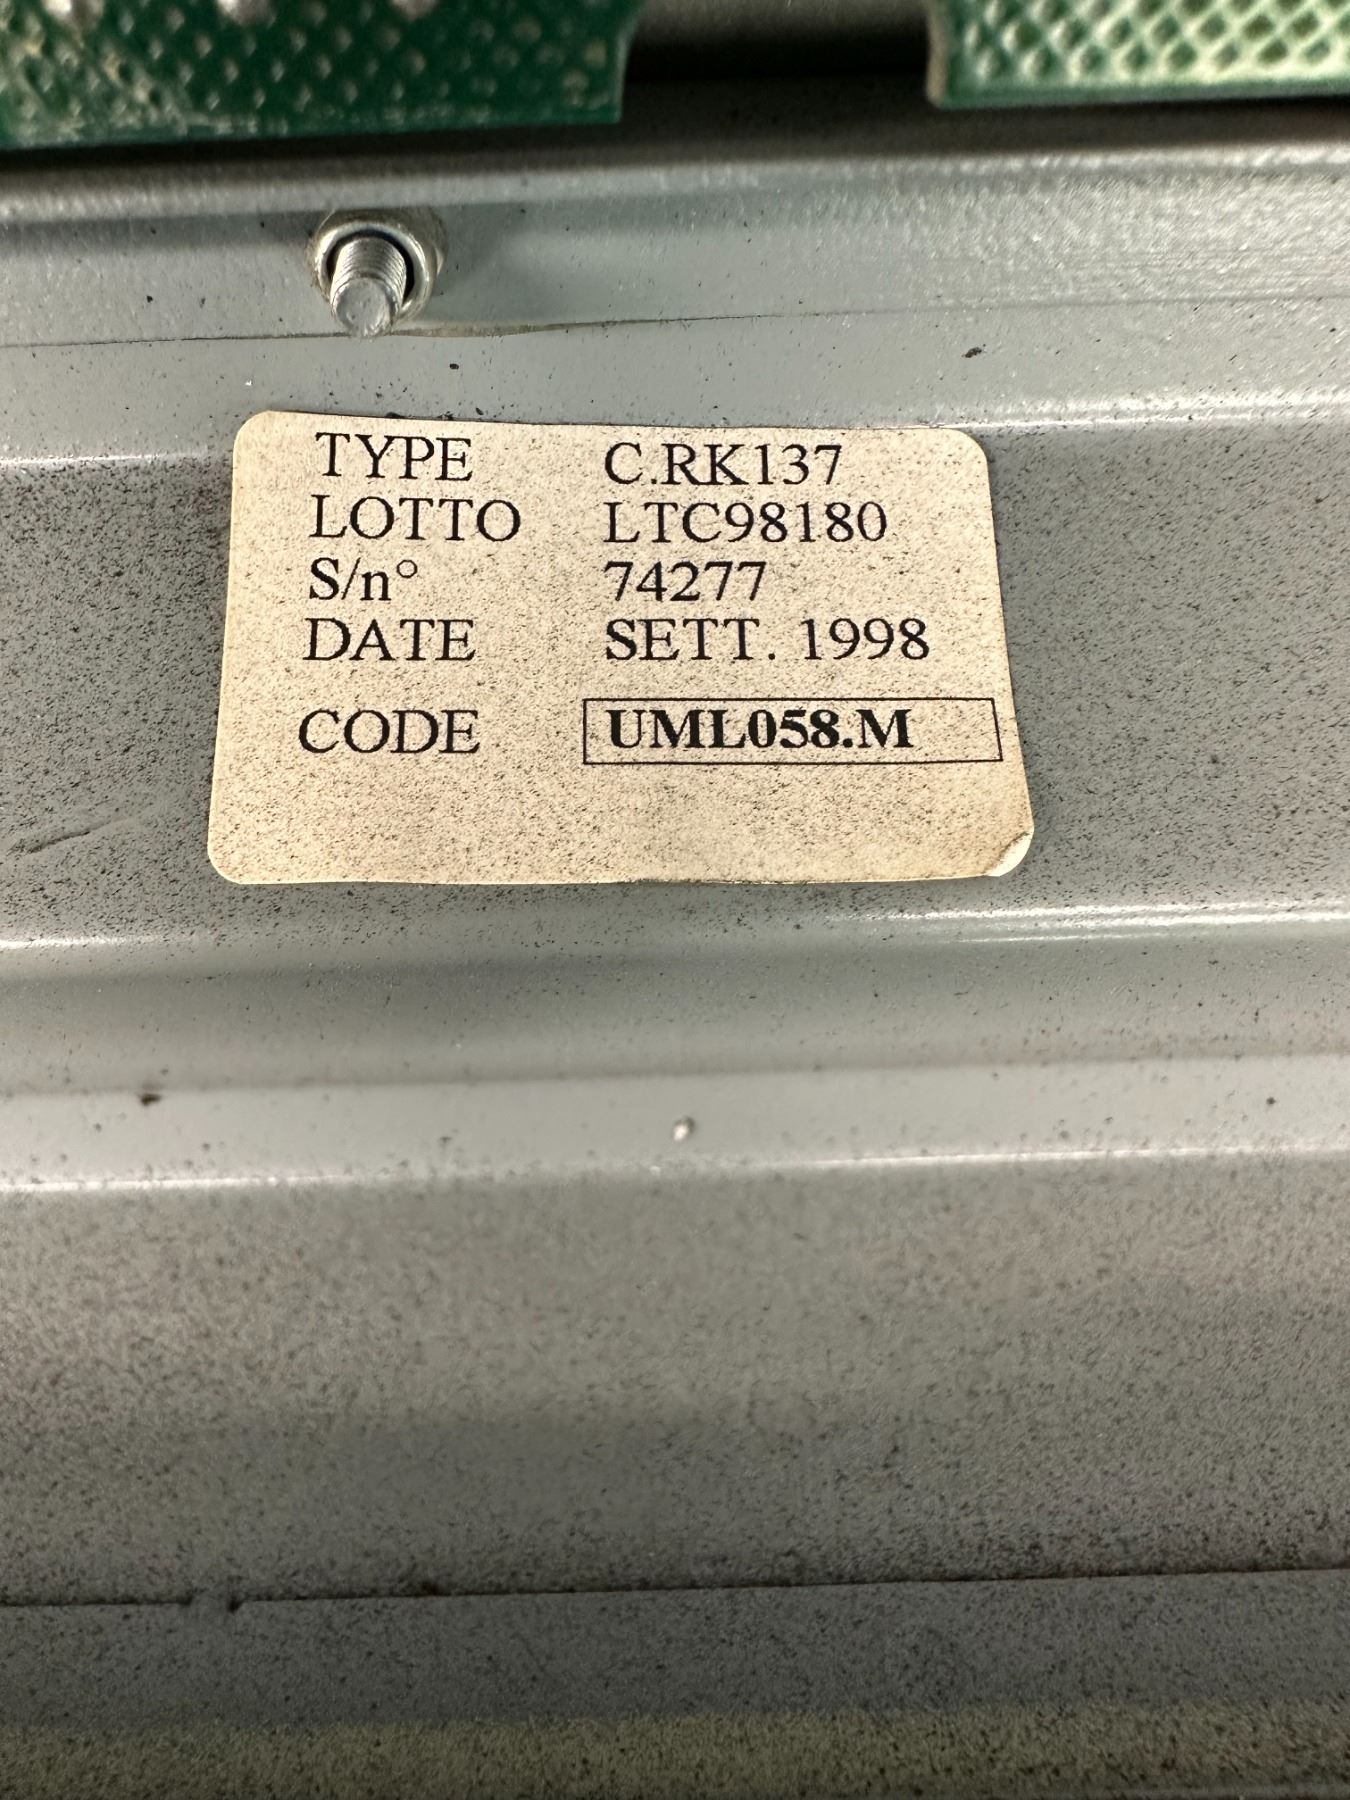 TYPE C.RK137
LOTTO LTC98180
S/n° 74277
DATE SETT. 1998
CODE UML058.M